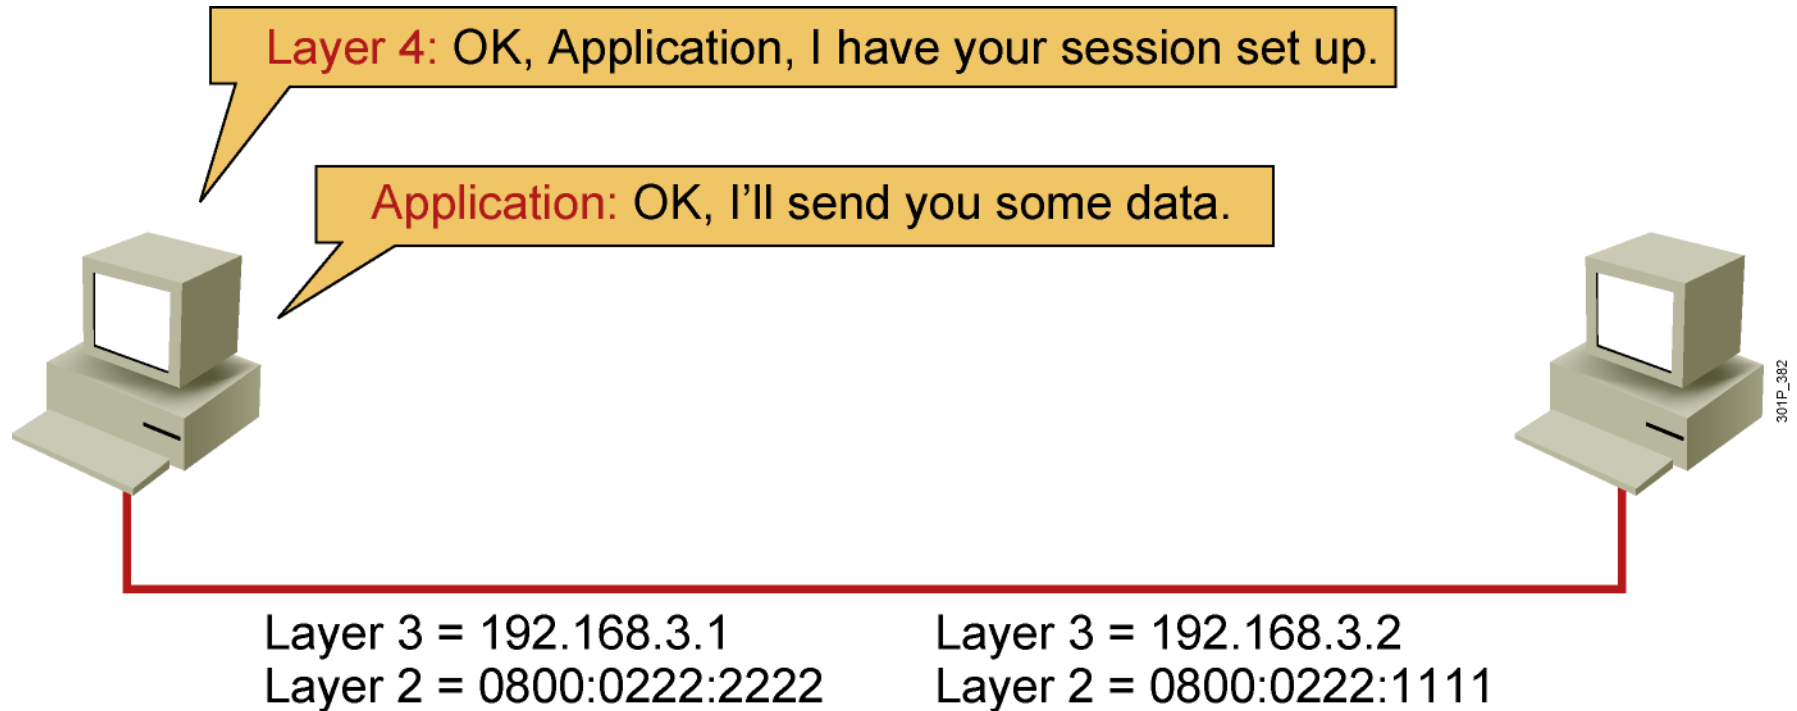 Layer 4: OK, Application, I have your session set up.
Application: OK, I’ll send you some data.
301P_382
Layer 3 = 192.168.3.1
Layer 2 = 0800:0222:2222
Layer 3 = 192.168.3.2
Layer 2 = 0800:0222:1111